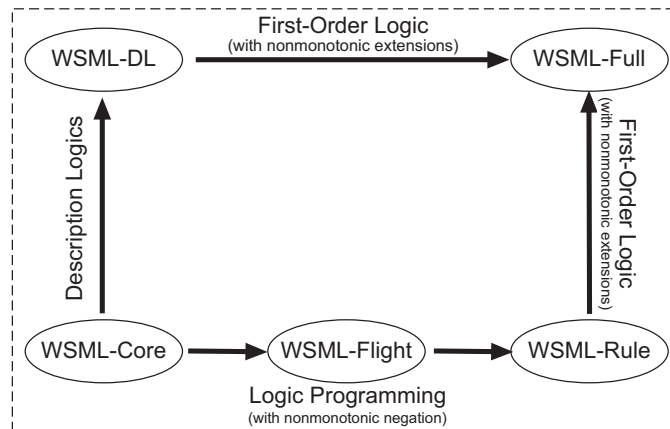 First-Order Logic
(with nonmonotonic extensions)
WSML-DL
WSML-Full
Description Logics
First-Order Logic
(with nonmonotonic extensions)
WSML-Core
WSML-Flight
WSML-Rule
Logic Programming
(with nonmonotonic negation)